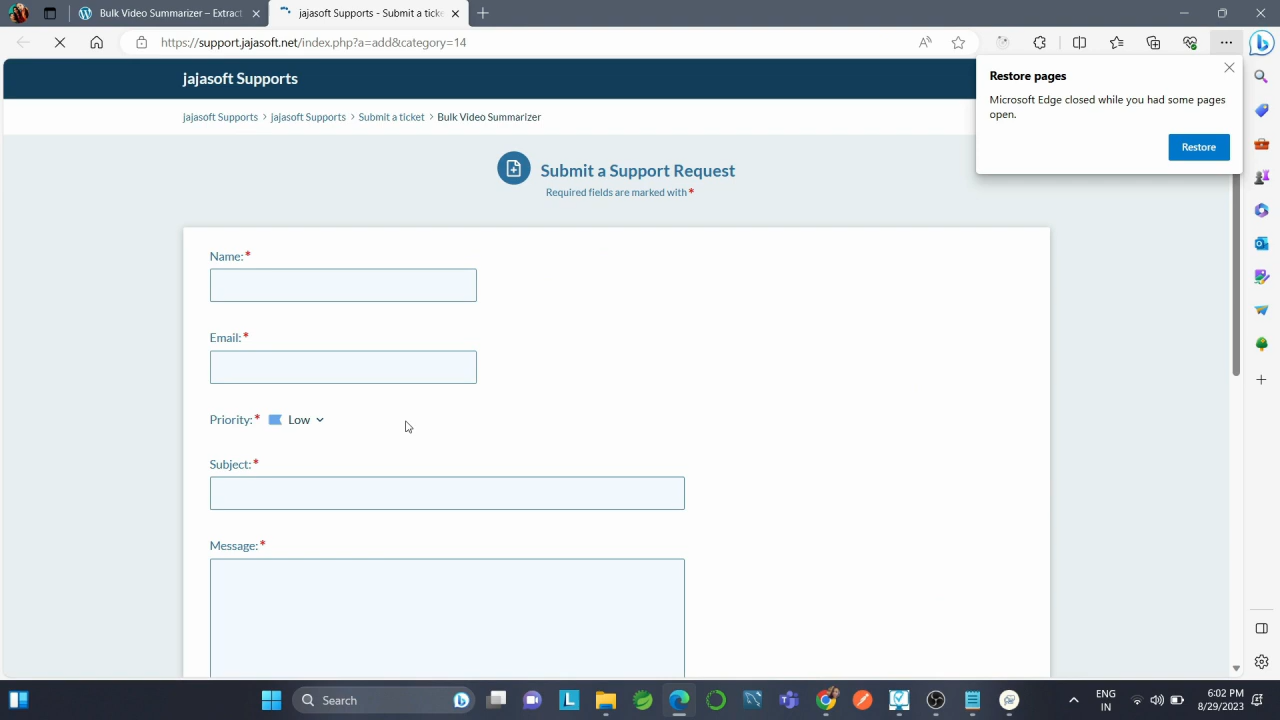 Bulk Video Summarizer – Extract
jajasoft Supports - Submit a ticke
https://support.jajasoft.net/index.php?a=add&category=14
jajasoft Supports
Restore pages
Microsoft Edge closed while you had some pages
open.
Restore
jajasoft Supports > jajasoft Supports > Submit a ticket > Bulk Video Summarizer
Submit a Support Request
Required fields are marked with *
Name: *
Email: *
Priority: * Low
Subject: *
Message: *
Search
ENG
IN
6:02 PM
8/29/2023